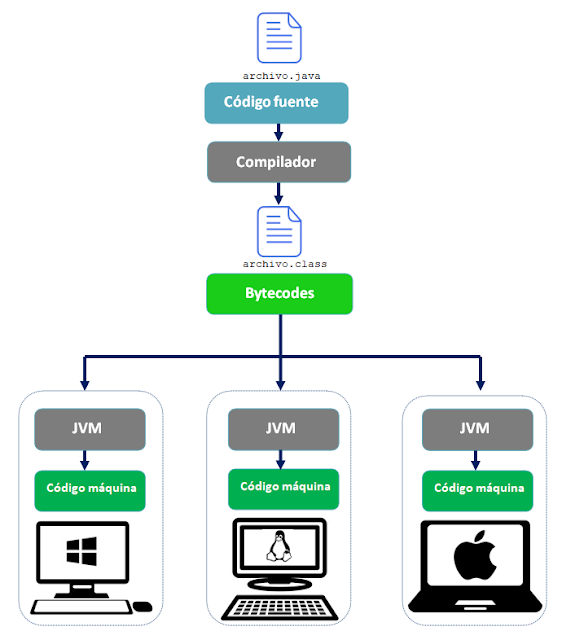 archivo.java
Código fuente
Compilador
archivo.class
Bytecodes
JVM
JVM
JVM
Código máquina
Código máquina
Código máquina